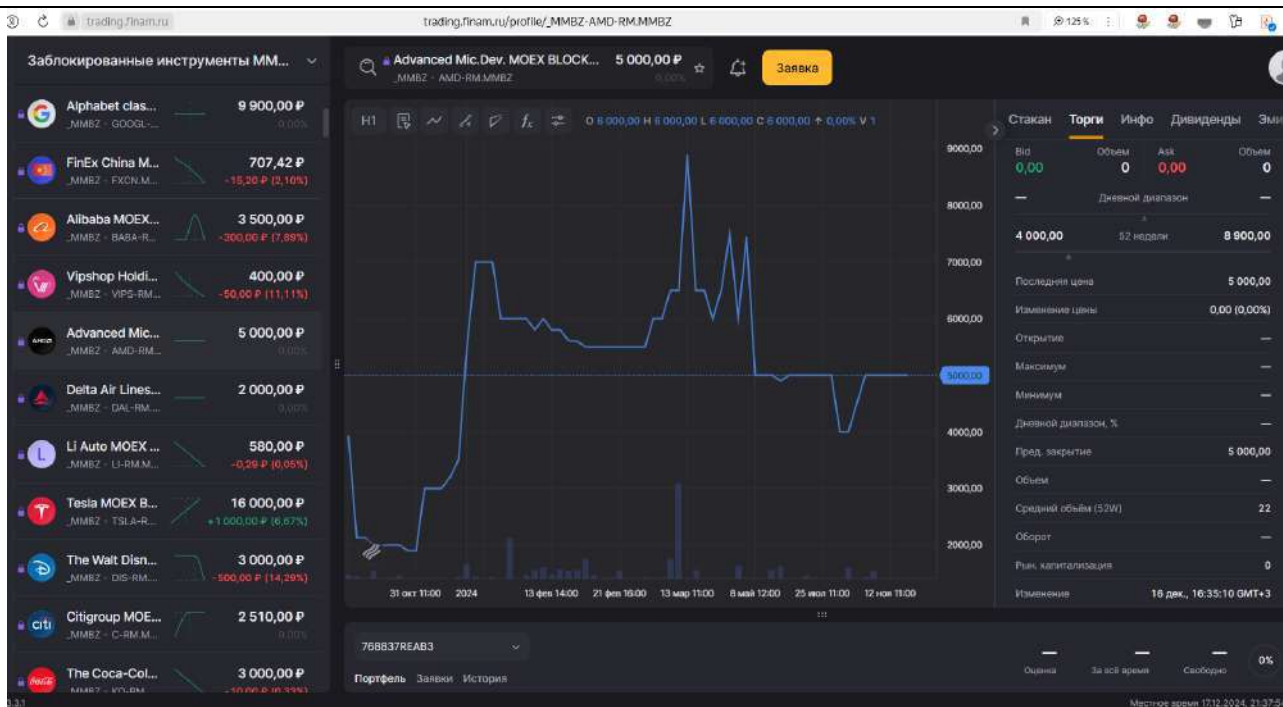 trading.finam.ru
trading.finam.ru/profile/_MMBZ-AMD-RM.MMBZ
125 %
Заблокированные инструменты MM...
Alphabet clas...
9 900,00 ₽
_MMBZ - GOOGL-...
0,00%
FinEx China M...
707,42 ₽
_MMBZ - FXCN.M...
-15,20 ₽ (2,10%)
Alibaba MOEX...
3 500,00 ₽
_MMBZ - BABA-R...
-300,00 ₽ (7,89%)
Vipshop Holdi...
400,00 ₽
_MMBZ - VIPS-RM...
-50,00 ₽ (11,11%)
Advanced Mic...
5 000,00 ₽
_MMBZ - AMD-RM...
0,00%
Delta Air Lines...
2 000,00 ₽
_MMBZ - DAL-RM...
0,00%
Li Auto MOEX ...
580,00 ₽
_MMBZ - LI-RM.M...
-0,29 ₽ (0,05%)
Tesla MOEX B...
16 000,00 ₽
_MMBZ - TSLA-R...
+1 000,00 ₽ (6,67%)
The Walt Disn...
3 000,00 ₽
_MMBZ - DIS-RM...
-500,00 ₽ (14,29%)
citi
Citigroup MOE...
2 510,00 ₽
_MMBZ - C-RM.M...
0,00%
The Coca-Col...
3 000,00 ₽
_MMBZ - KO-RM...
-10,00 ₽ (0,33%)
Advanced Mic.Dev. MOEX BLOCK...
5 000,00 ₽
_MMBZ - AMD-RM.MMBZ
0,00%
Заявка
H1
O 6 000,00 H 6 000,00 L 6 000,00 C 6 000,00 ↑ 0,00% V 1
9000,00
8000,00
7000,00
6000,00
5000,00
4000,00
3000,00
2000,00
31 окт 11:00 2024 13 фев 14:00 21 фев 16:00 13 мар 11:00 8 май 12:00 25 июл 11:00 12 ноя 11:00
Стакан Торги Инфо Дивиденды Эми
Bid Объем Ask Объем
0,00 0 0,00 0
— Дневной диапазон —
4 000,00 52 недели 8 900,00
Последняя цена 5 000,00
Изменение цены 0,00 (0,00%)
Открытие —
Максимум —
Минимум —
Дневной диапазон, % —
Пред. закрытие 5 000,00
Объем —
Средний объём (52W) 22
Оборот —
Рын. капитализация 0
Изменение 16 дек., 16:35:10 GMT+3
768837REAB3
Портфель Заявки История
— — — 0%
Оценка За всё время Свободно
3.3.1
Местное время 17.12.2024, 21:37:5